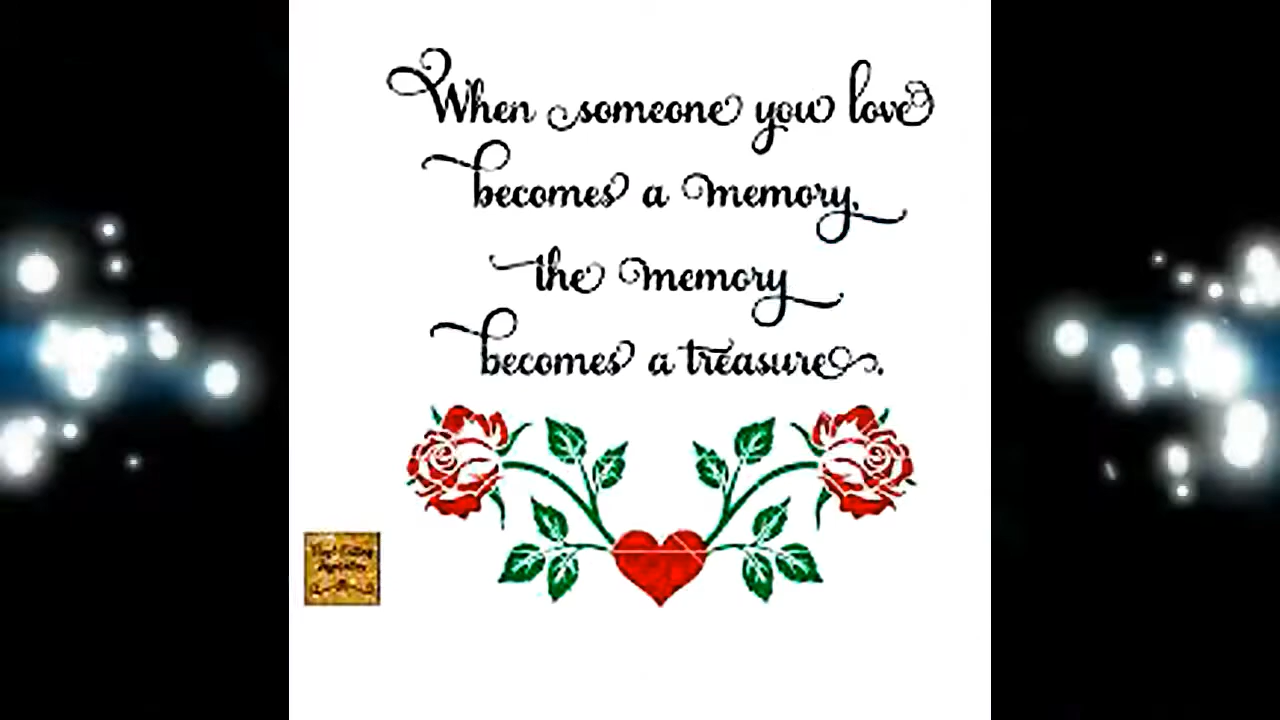 When someone you love
becomes a memory,
the memory
becomes a treasure.